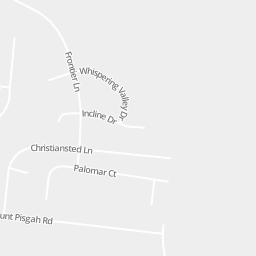 Frontier Ln
Whispering Valley Dr
Incline Dr
Christiansted Ln
Palomar Ct
unt Pisgah Rd